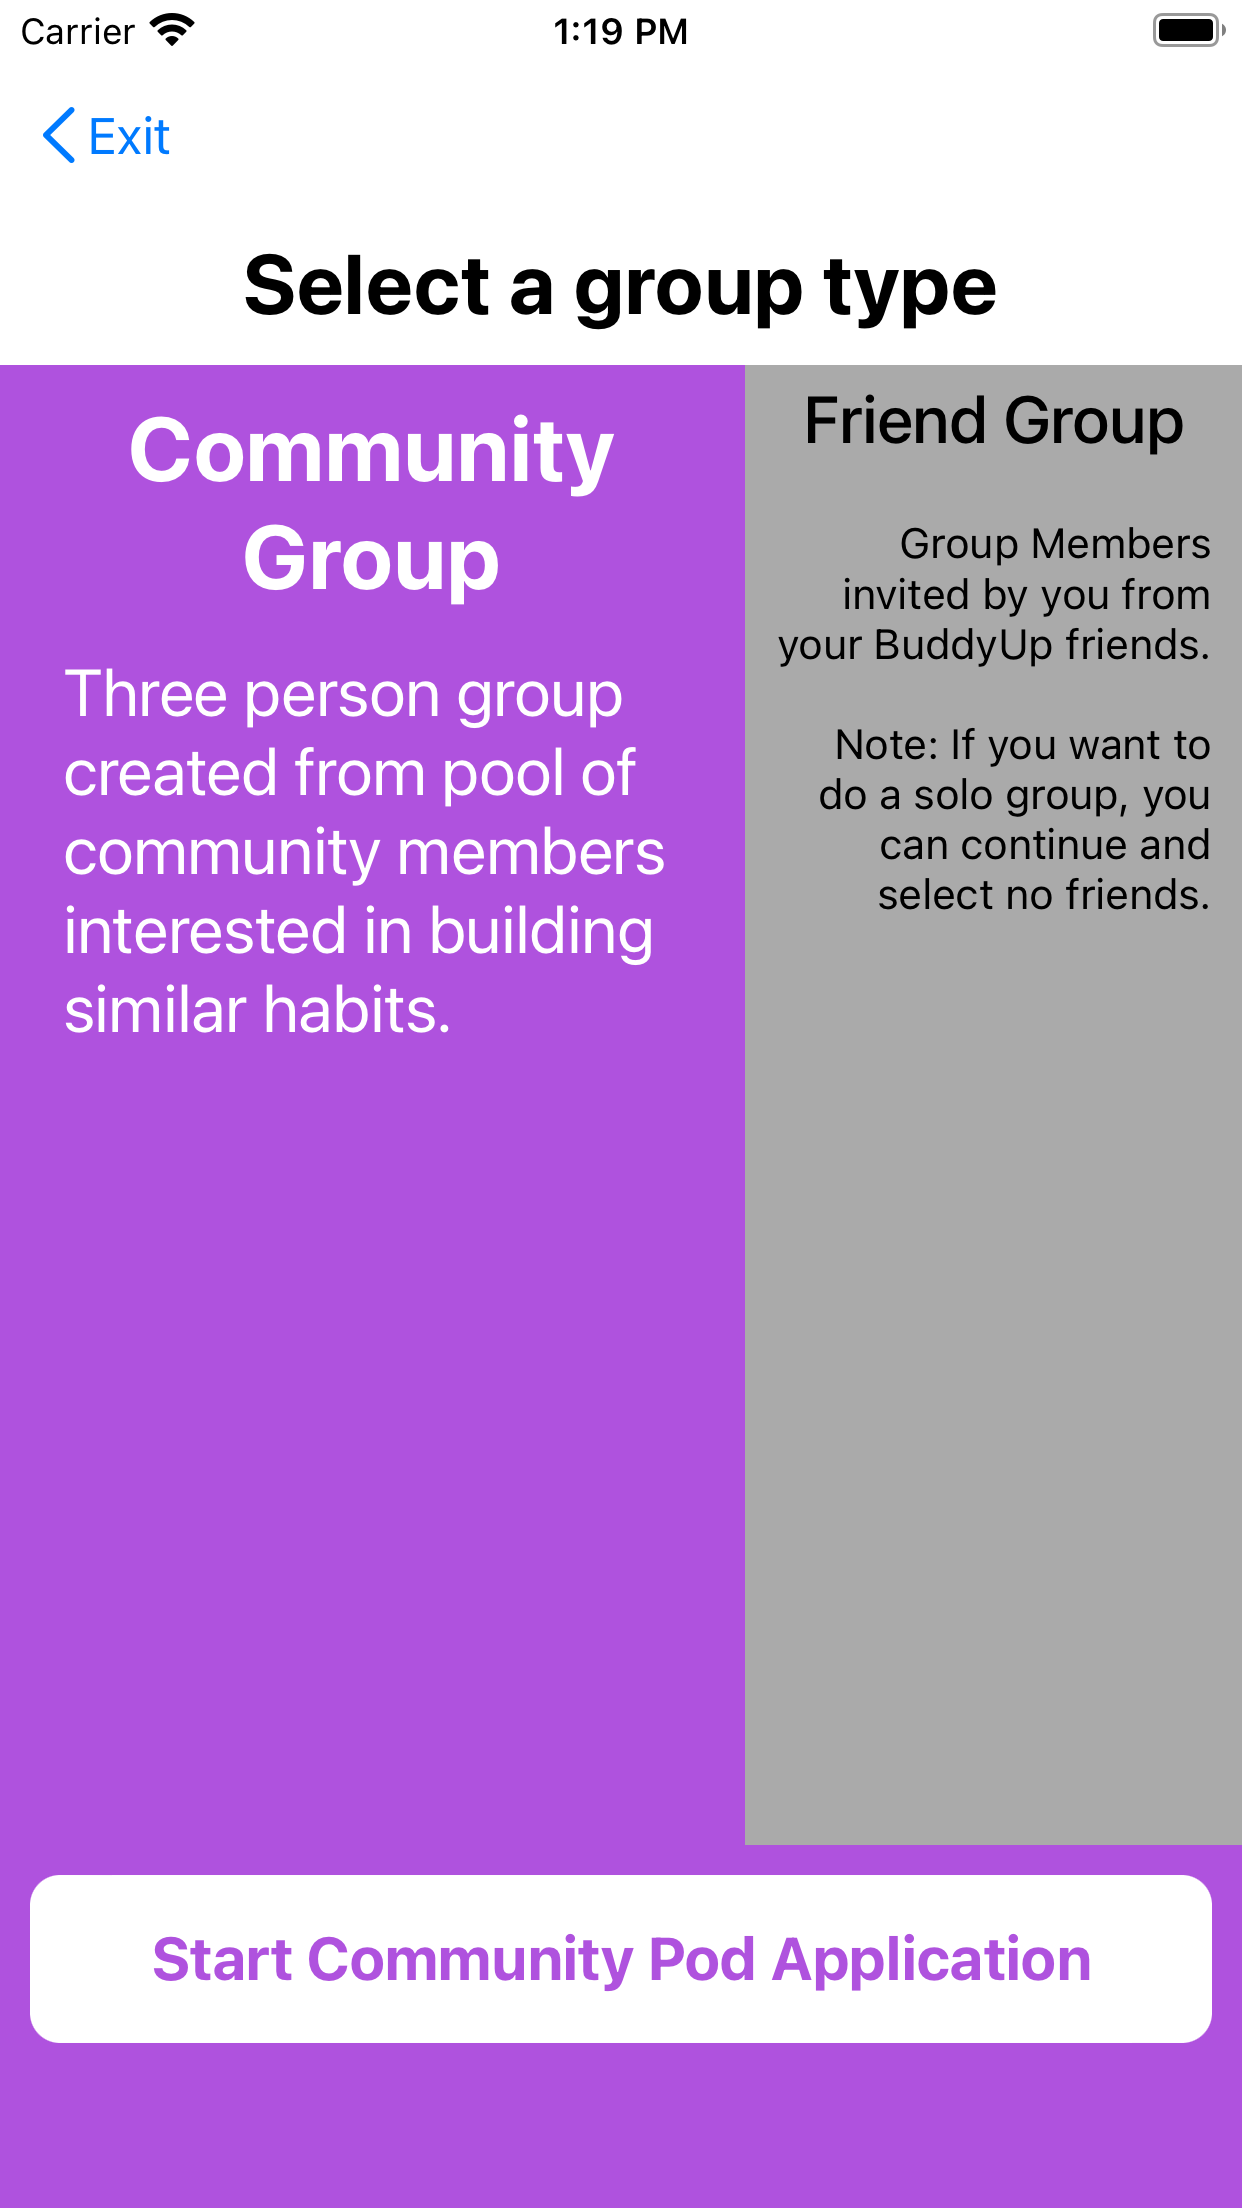 Carrier
1:19 PM
Exit
Select a group type
Community
Group
Three person group
created from pool of
community members
interested in building
similar habits.
Friend Group
Group Members
invited by you from
your BuddyUp friends.
Note: If you want to
do a solo group, you
can continue and
select no friends.
Start Community Pod Application